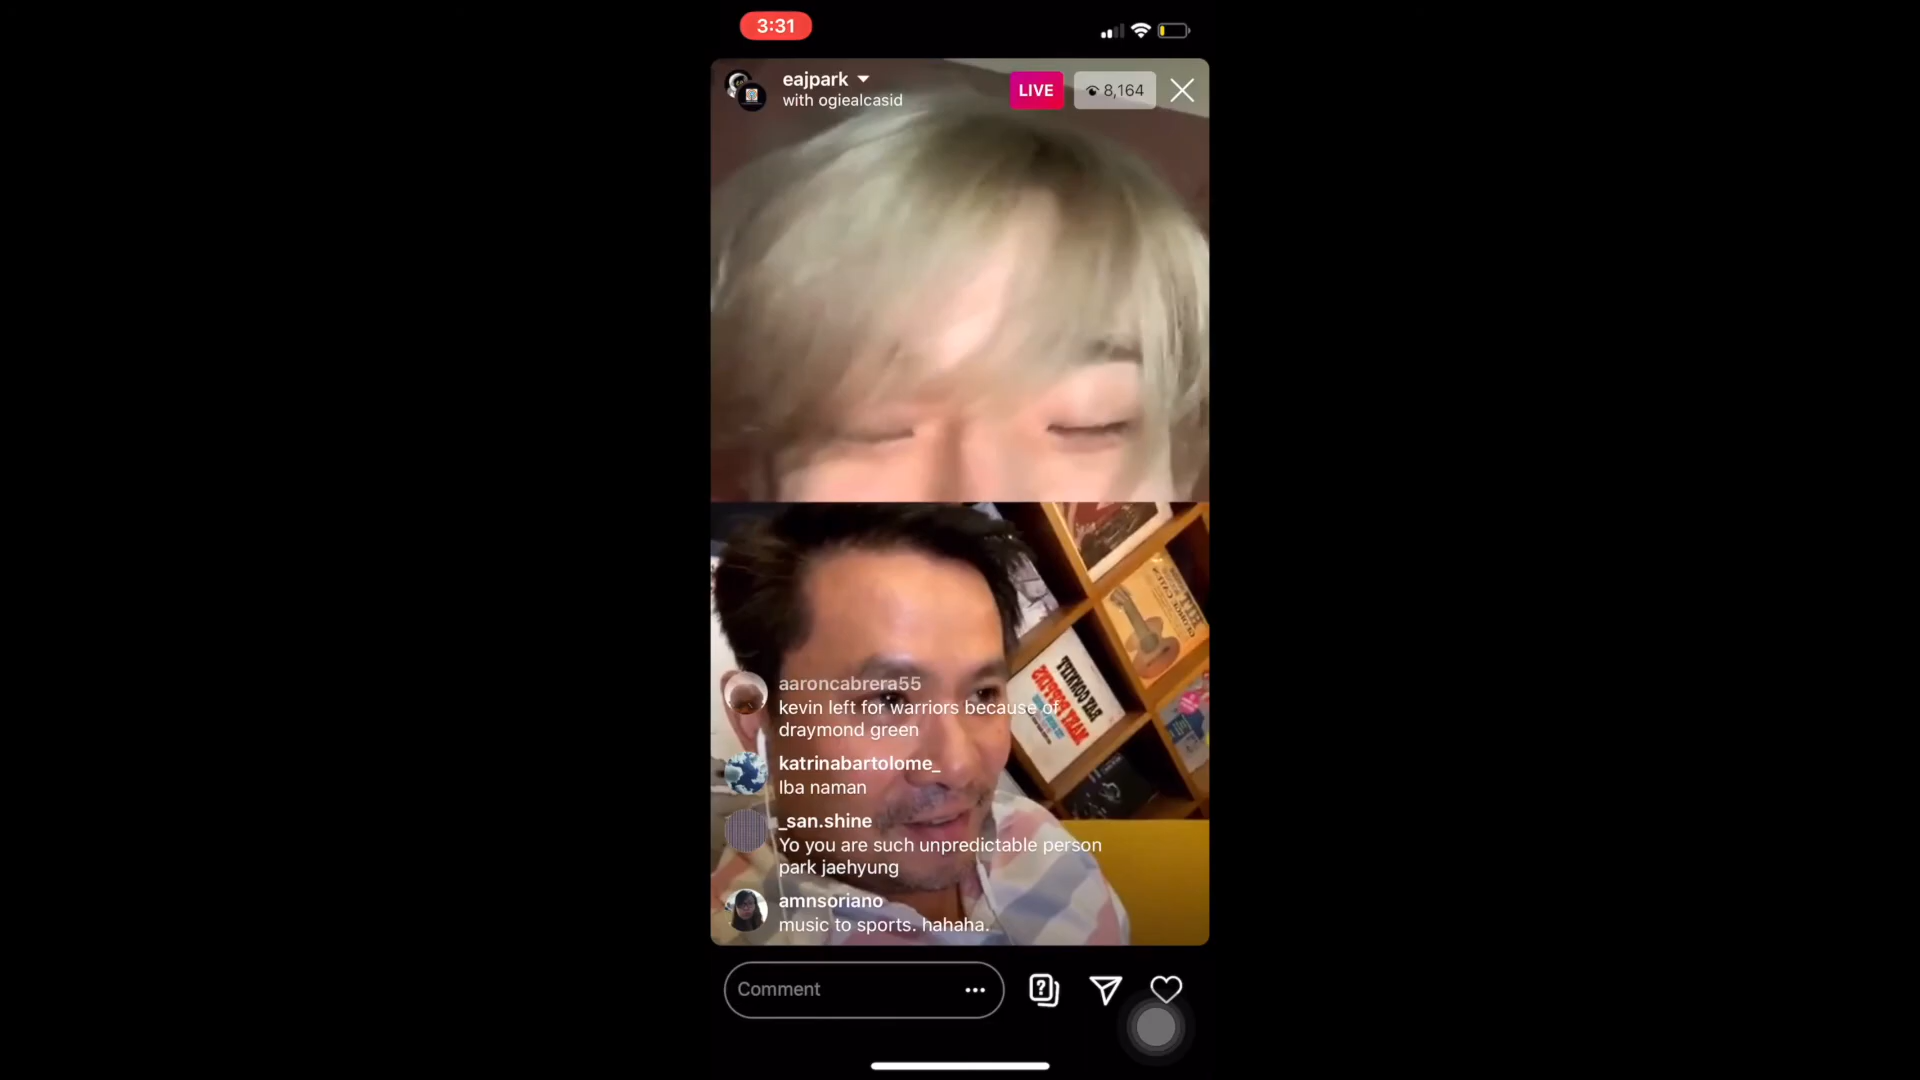 3:31
eajpark
with ogiealcasid
LIVE
8,164
aaroncabrera55
kevin left for warriors because of
draymond green
katrinabartolome_
Iba naman
_san.shine
Yo you are such unpredictable person
park jaehyung
amnsoriano
music to sports. hahaha.
Comment